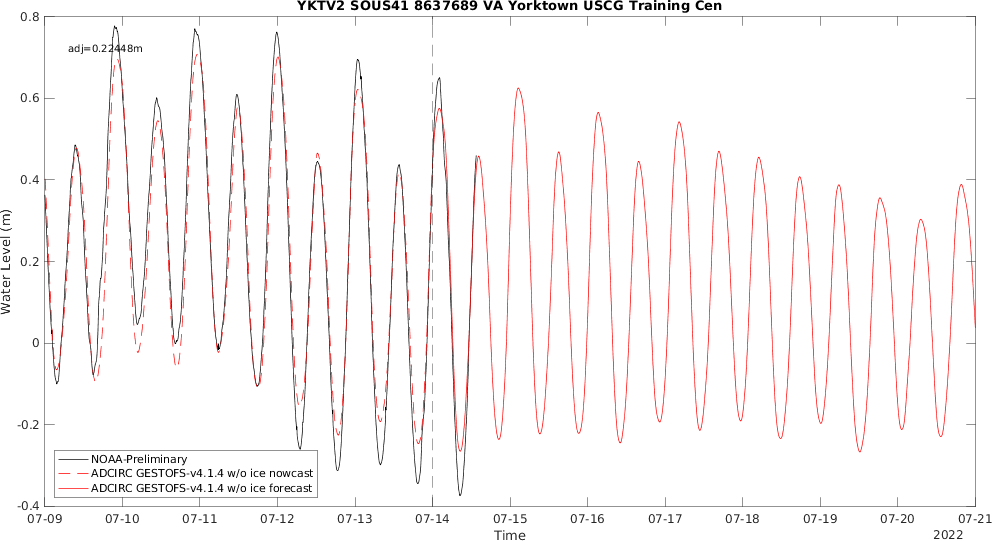 YKTV2 SOUS41 8637689 VA Yorktown USCG Training Cen
adj=0.22448m
0.8
0.6
0.4
0.2
0
-0.2
-0.4
Water Level (m)
NOAA-Preliminary
ADCIRC GESTOFS-v4.1.4 w/o ice nowcast
ADCIRC GESTOFS-v4.1.4 w/o ice forecast
07-09 07-10 07-11 07-12 07-13 07-14 07-15 07-16 07-17 07-18 07-19 07-20 07-21
Time
2022